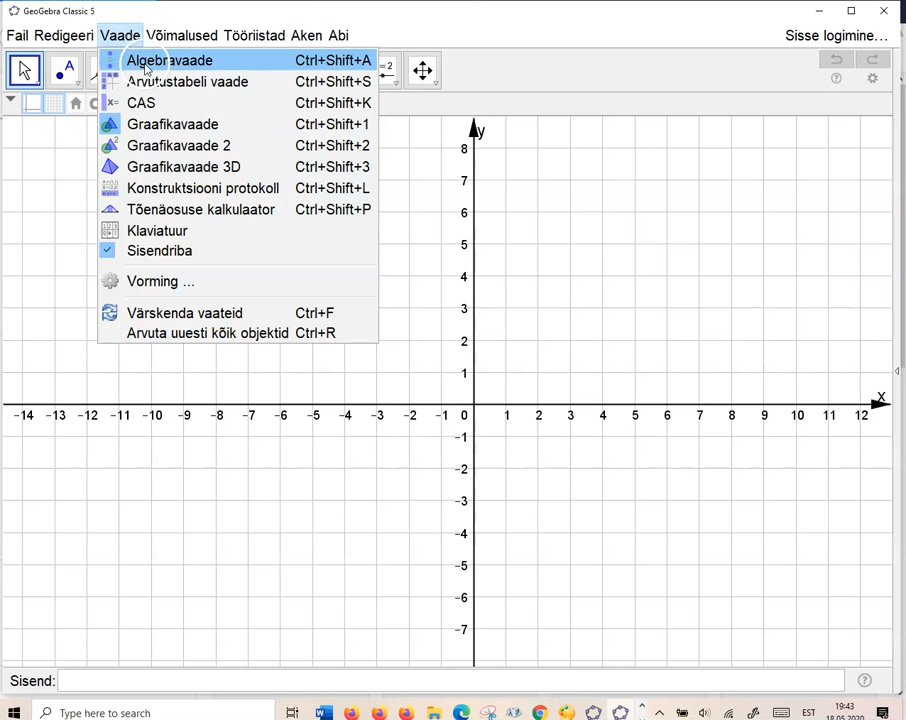 GeoGebra Classic 5
Fail Redigeeri Vaade Võimalused Tööriistad Aken Abi Sisse logimine...
Algebravaade Ctrl+Shift+A
Arvutustabeli vaade Ctrl+Shift+S
CAS Ctrl+Shift+K
Graafikavaade Ctrl+Shift+1
Graafikavaade 2 Ctrl+Shift+2
Graafikavaade 3D Ctrl+Shift+3
Konstruktsiooni protokoll Ctrl+Shift+L
Tõenäosuse kalkulaator Ctrl+Shift+P
Klaviatuur
Sisendriba
Vorming ...
Värskenda vaateid Ctrl+F
Arvuta uuesti kõik objektid Ctrl+R
A
=2
y
8
7
6
5
4
3
2
1
x
-14 -13 -12 -11 -10 -9 -8 -7 -6 -5 -4 -3 -2 -1 0 1 2 3 4 5 6 7 8 9 10 11 12
-1
-2
-3
-4
-5
-6
-7
Sisend:
Type here to search
EST
19:43
18.05.2020